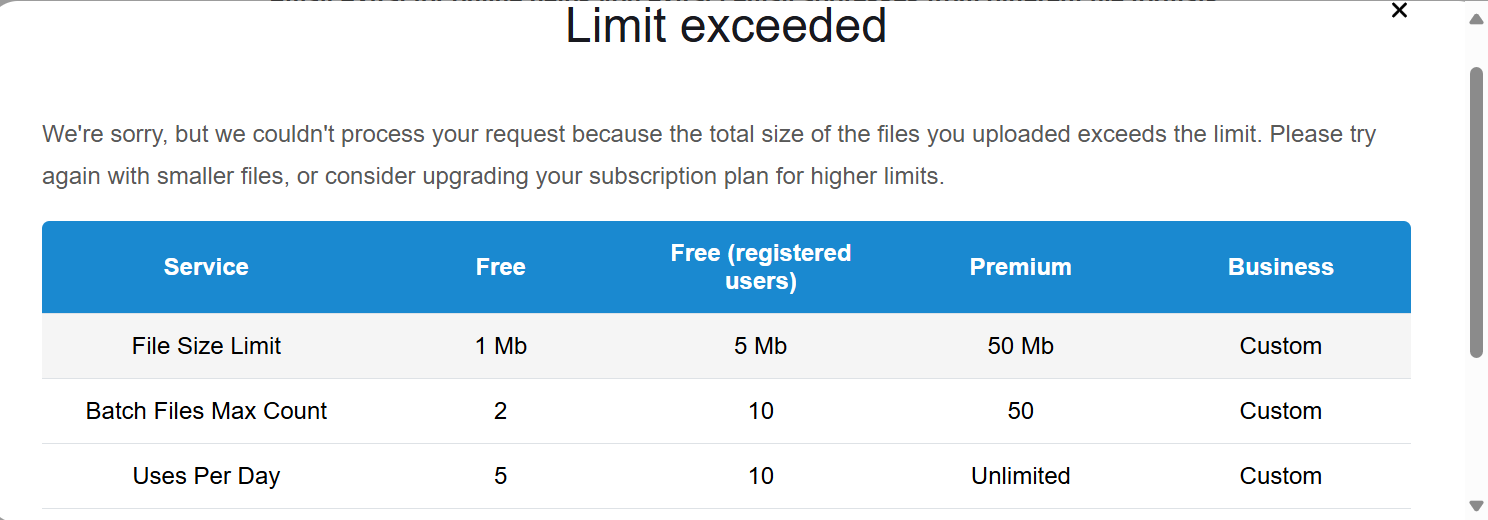 Limit exceeded
×
We're sorry, but we couldn't process your request because the total size of the files you uploaded exceeds the limit. Please try
again with smaller files, or consider upgrading your subscription plan for higher limits.
Service Free Free (registered users) Premium Business
File Size Limit 1 Mb 5 Mb 50 Mb Custom
Batch Files Max Count 2 10 50 Custom
Uses Per Day 5 10 Unlimited Custom